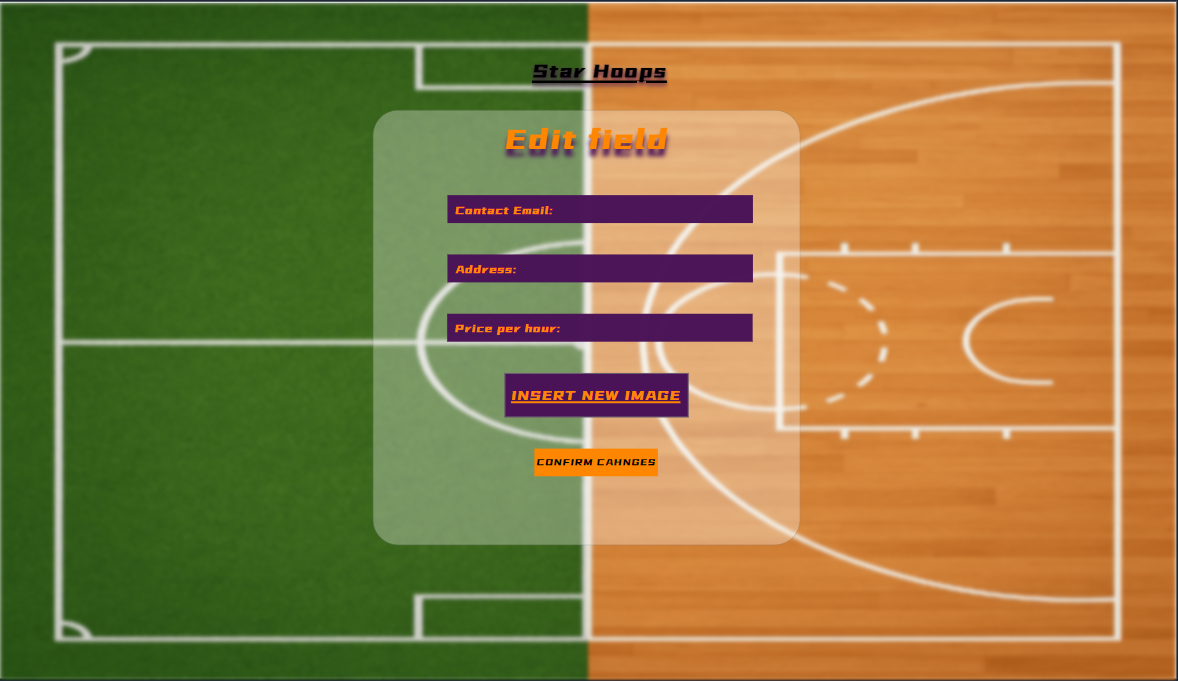 Star Hoops
Edit field
Contact Email:
Address:
Price per hour:
INSERT NEW IMAGE
CONFIRM CAHNGES